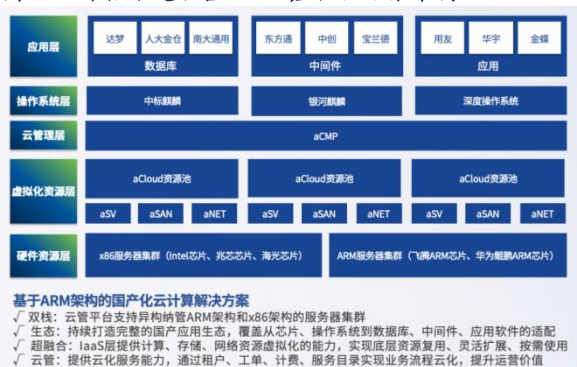 应用层
达梦 人大金仓 南大通用
数据库
东方通 中创 宝兰德
中间件
用友 华宇 金蝶
应用
操作系统层
中标麒麟 银河麒麟 深度操作系统
云管理层
aCMP
虚拟化资源层
aCloud资源池 aCloud资源池 aCloud资源池
aSV aSAN aNET aSV aSAN aNET aSV aSAN aNET
硬件资源层
x86服务器集群（Intel芯片、兆芯芯片、海光芯片） ARM服务器集群（飞腾ARM芯片、华为鲲鹏ARM芯片）
基于ARM架构的国产化云计算解决方案
√ 双栈：云管平台支持异构纳管ARM架构和x86架构的服务器集群
√ 生态：持续打造完整的国产应用生态，覆盖从芯片、操作系统到数据库、中间件、应用软件的适配
√ 超融合：IaaS层提供计算、存储、网络资源虚拟化的能力，实现底层资源复用、灵活扩展、按需使用
√ 云管：提供云化服务能力，通过租户、工单、计费、服务目录实现业务流程云化，提升运营价值